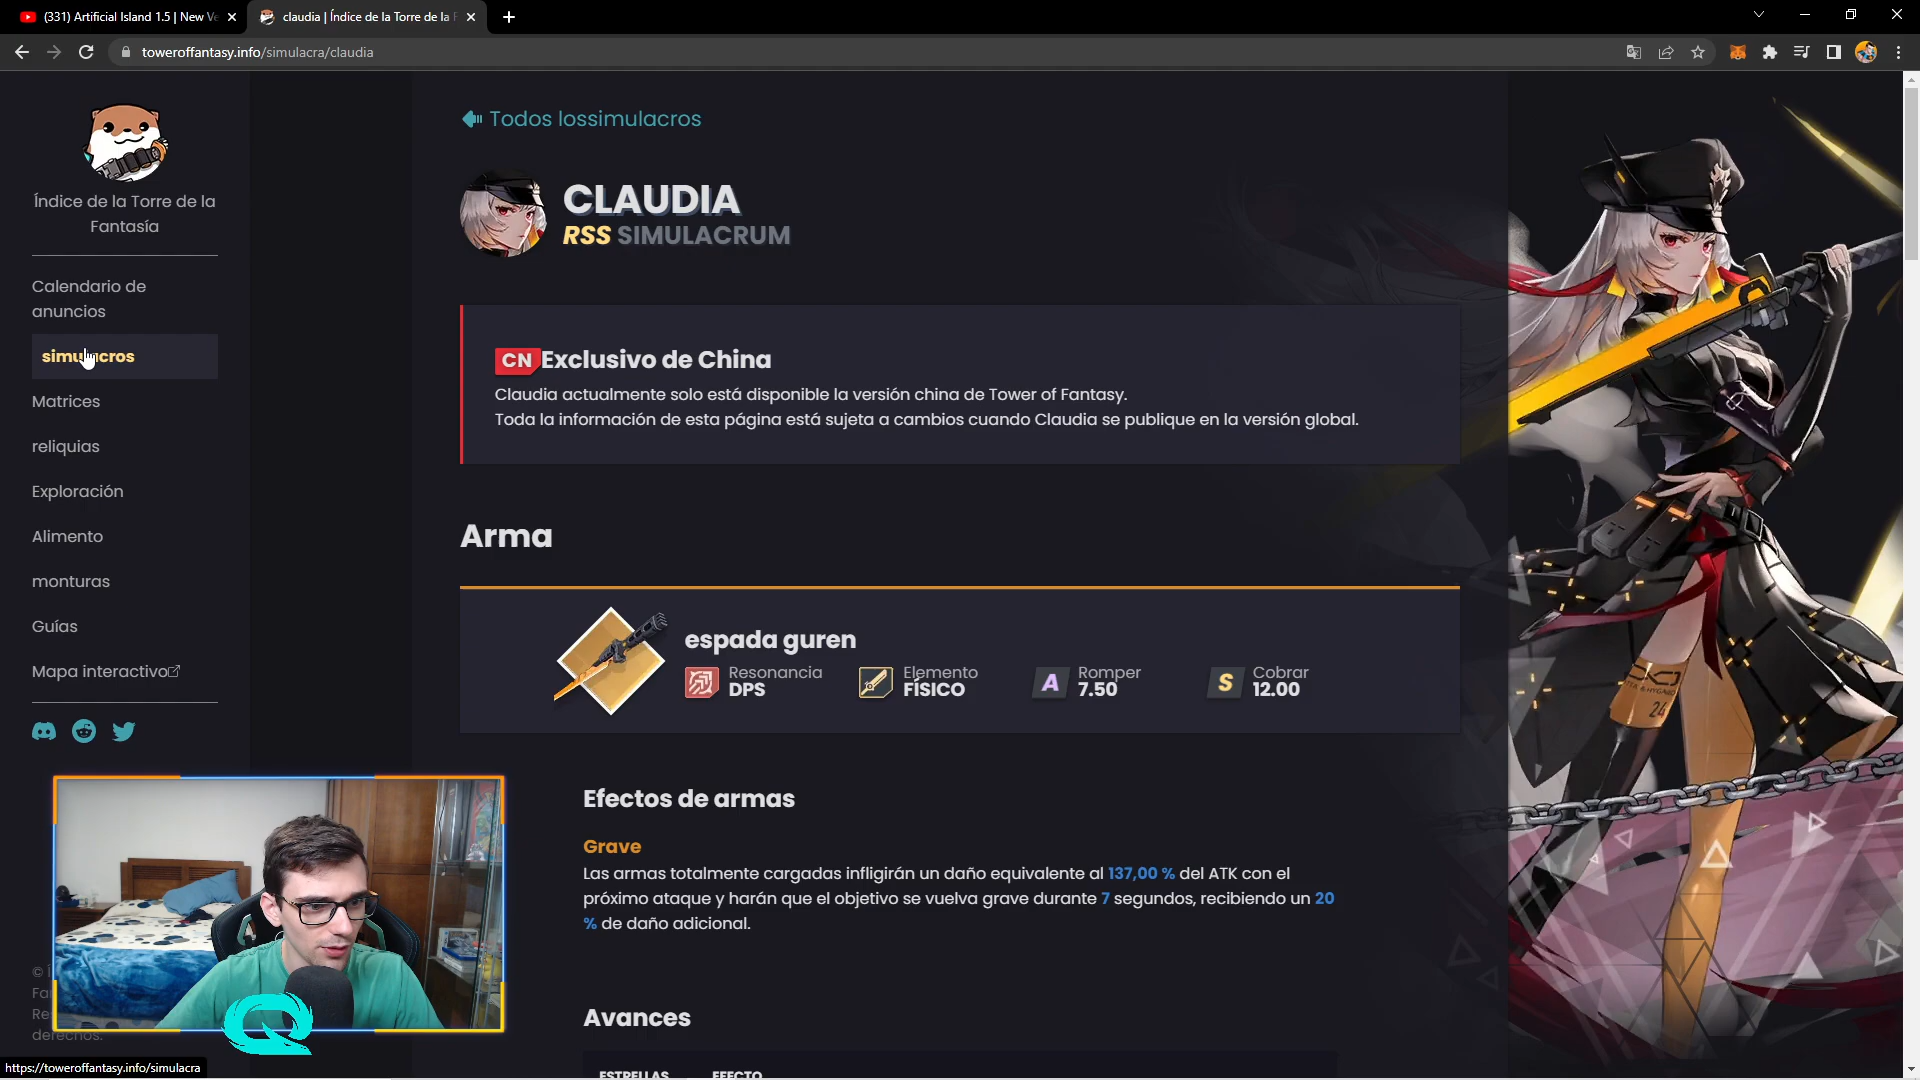 (331) Artificial Island 1.5 | New Ve
claudia | Índice de la Torre de la F
toweroffantasy.info/simulacra/claudia
Índice de la Torre de la
Fantasía
Calendario de
anuncios
simulacros
Matrices
reliquias
Exploración
Alimento
monturas
Guías
Mapa interactivo
Todos lossimulacros
CLAUDIA
RSS SIMULACRUM
CN Exclusivo de China
Claudia actualmente solo está disponible la versión china de Tower of Fantasy.
Toda la información de esta página está sujeta a cambios cuando Claudia se publique en la versión global.
Arma
espada guren
Resonancia
DPS
Elemento
FÍSICO
A
Romper
7.50
S
Cobrar
12.00
Efectos de armas
Grave
Las armas totalmente cargadas infligirán un daño equivalente al 137,00 % del ATK con el
próximo ataque y harán que el objetivo se vuelva grave durante 7 segundos, recibiendo un 20
% de daño adicional.
Avances
ESTRELLAS EFECTO
24
derechos.
https://toweroffantasy.info/simulacra